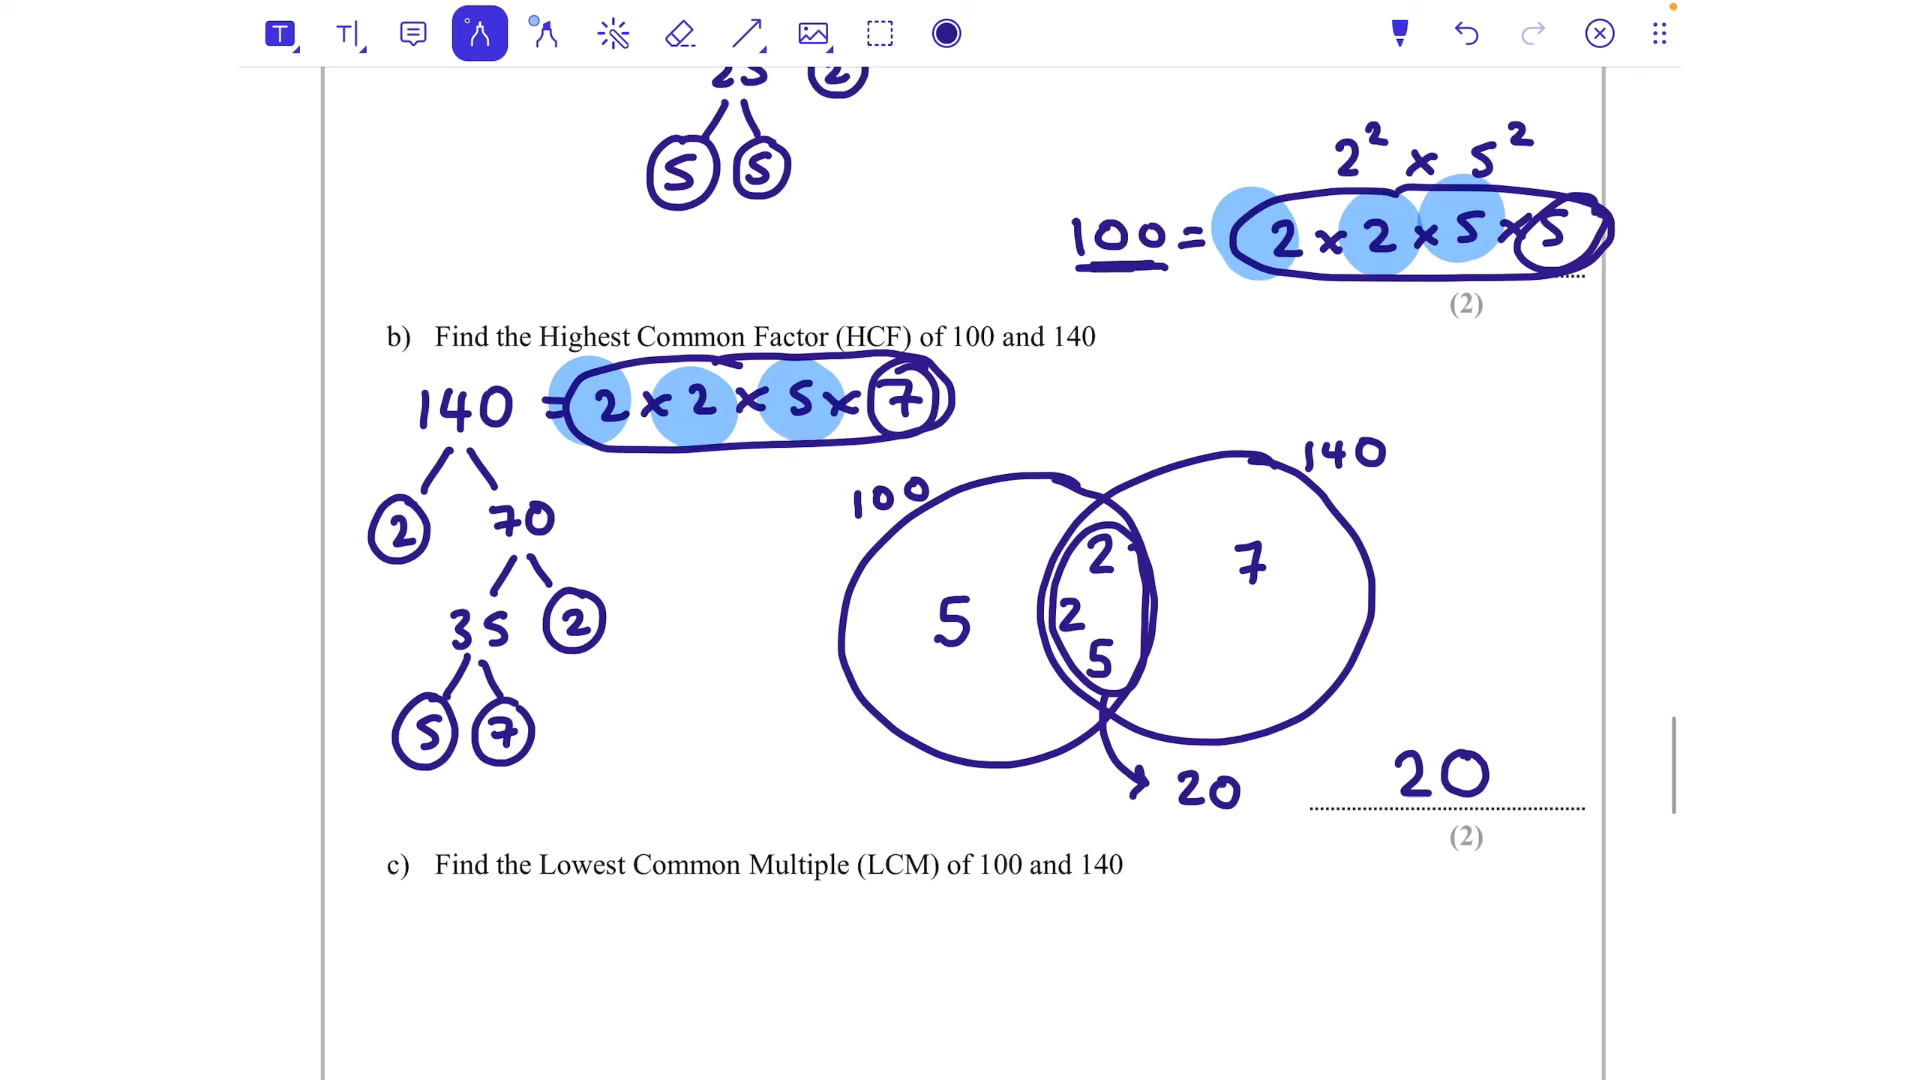 T T|
25 2
5 5
2² × 5²
100 = 2 × 2 × 5 × 5
(2)
b) Find the Highest Common Factor (HCF) of 100 and 140
140 = 2 × 2 × 5 × 7
100 140
2 70
2 7
35 2
5 2
5
5 7
20 20
(2)
c) Find the Lowest Common Multiple (LCM) of 100 and 140